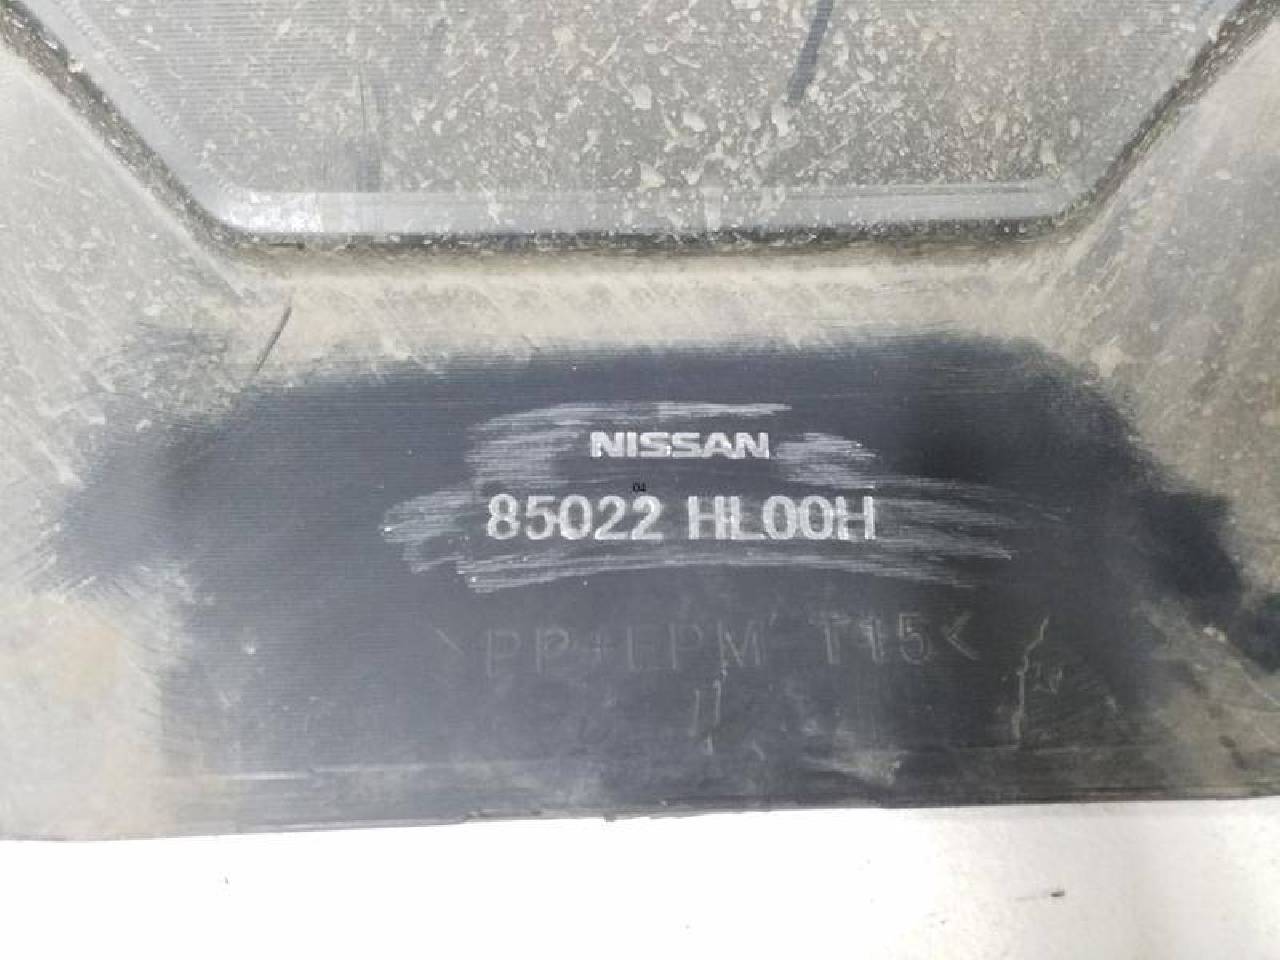 NISSAN
04
85022 HL00H
>PP+EPM T15<